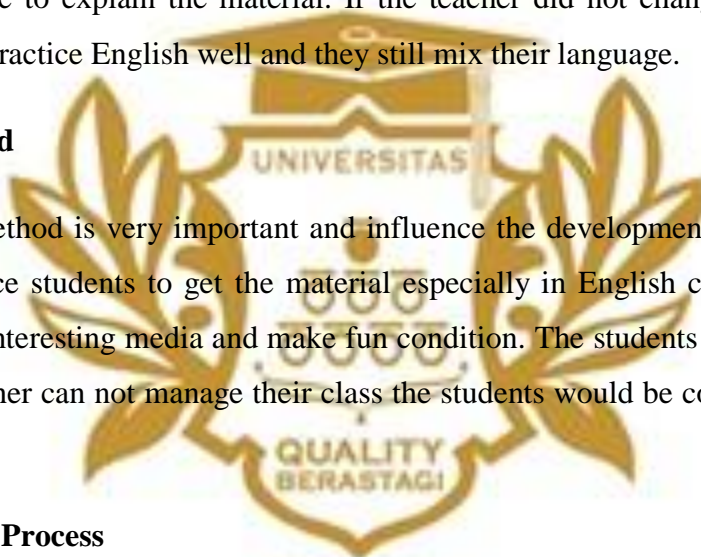 e to explain the material. If the teacher did not chang
ractice English well and they still mix their language.
d
UNIVERSITAS
ethod is very important and influence the development
ce students to get the material especially in English c
nteresting media and make fun condition. The students
her can not manage their class the students would be co
QUALITY
BERASTAGI
Process